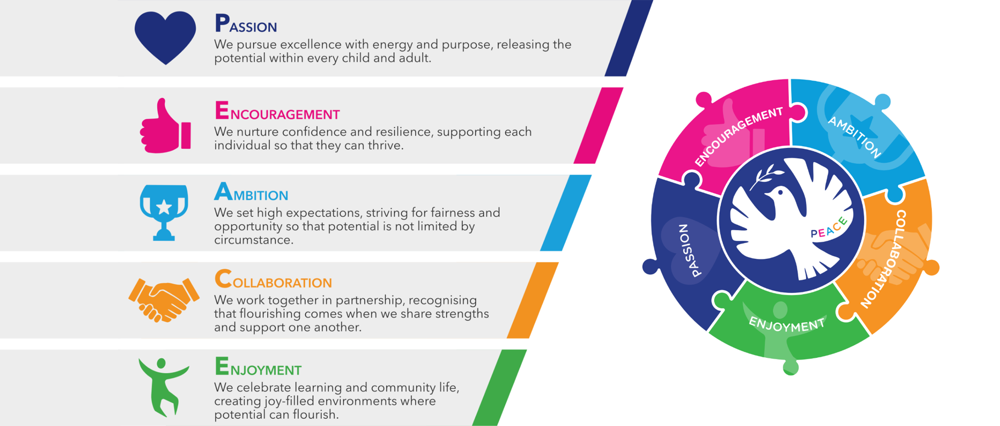 PASSION
We pursue excellence with energy and purpose, releasing the
potential within every child and adult.
ENCOURAGEMENT
We nurture confidence and resilience, supporting each
individual so that they can thrive.
AMBITION
We set high expectations, striving for fairness and
opportunity so that potential is not limited by
circumstance.
COLLABORATION
We work together in partnership, recognising
that flourishing comes when we share strengths
and support one another.
ENJOYMENT
We celebrate learning and community life,
creating joy-filled environments where
potential can flourish.
ENCOURAGEMENT
AMBITION
COLLABORATION
ENJOYMENT
PASSION
PEACE